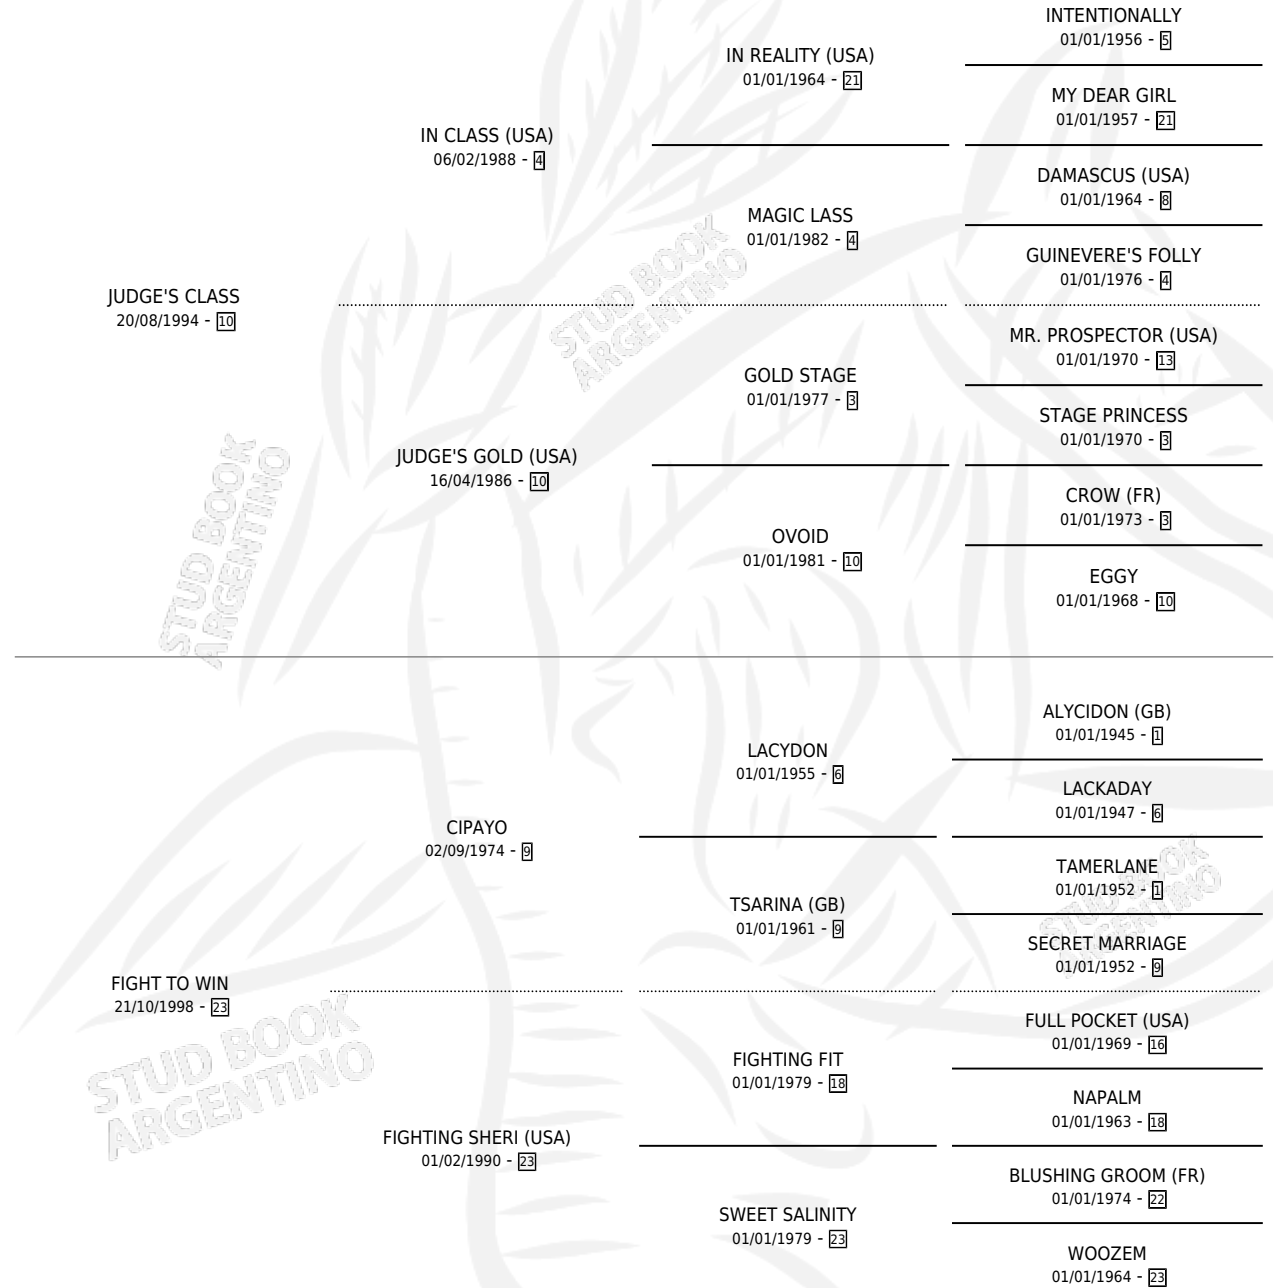 INTENTIONALLY
01/01/1956 - 5
IN REALITY (USA)
01/01/1964 - 21
MY DEAR GIRL
01/01/1957 - 21
IN CLASS (USA)
06/02/1988 - 4
DAMASCUS (USA)
01/01/1964 - 8
MAGIC LASS
01/01/1982 - 4
GUINEVERE'S FOLLY
01/01/1976 - 4
JUDGE'S CLASS
20/08/1994 - 10
STUD BOOK
ARGENTINO
MR. PROSPECTOR (USA)
01/01/1970 - 13
GOLD STAGE
01/01/1977 - 3
STAGE PRINCESS
01/01/1970 - 3
JUDGE'S GOLD (USA)
16/04/1986 - 10
CROW (FR)
01/01/1973 - 3
OVOID
01/01/1981 - 10
EGGY
01/01/1968 - 10
STUD BOOK
ARGENTINO
ALYCIDON (GB)
01/01/1945 - 1
LACYDON
01/01/1955 - 6
LACKADAY
01/01/1947 - 6
CIPAYO
02/09/1974 - 9
TAMERLANE
01/01/1952 - 1
TSARINA (GB)
01/01/1961 - 9
SECRET MARRIAGE
01/01/1952 - 9
STUD BOOK
ARGENTINO
FIGHT TO WIN
21/10/1998 - 23
FULL POCKET (USA)
01/01/1969 - 16
FIGHTING FIT
01/01/1979 - 18
NAPALM
01/01/1963 - 18
STUD BOOK
ARGENTINO
FIGHTING SHERI (USA)
01/02/1990 - 23
BLUSHING GROOM (FR)
01/01/1974 - 22
SWEET SALINITY
01/01/1979 - 23
WOOZEM
01/01/1964 - 23